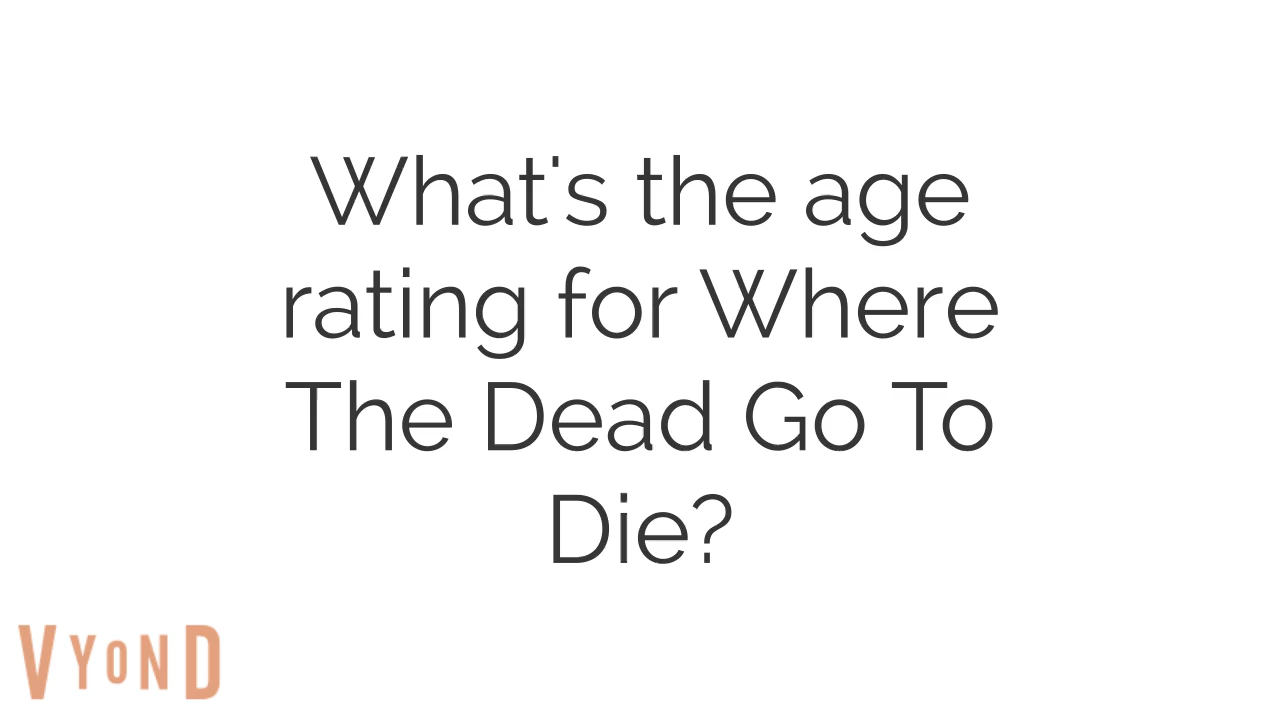 What's the age
rating for Where
The Dead Go To
Die?
VYOND